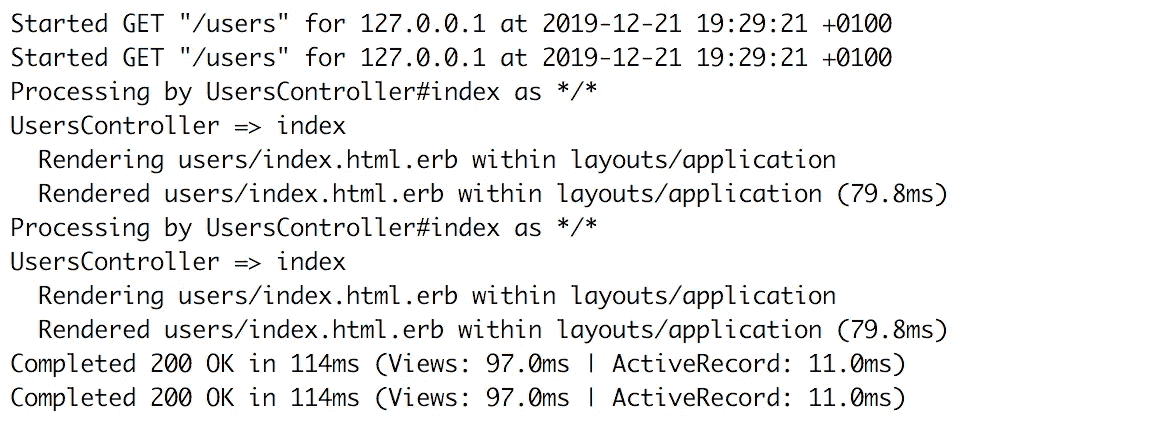 Started GET "/users" for 127.0.0.1 at 2019-12-21 19:29:21 +0100
Started GET "/users" for 127.0.0.1 at 2019-12-21 19:29:21 +0100
Processing by UsersController#index as */*
UsersController => index
  Rendering users/index.html.erb within layouts/application
  Rendered users/index.html.erb within layouts/application (79.8ms)
Processing by UsersController#index as */*
UsersController => index
  Rendering users/index.html.erb within layouts/application
  Rendered users/index.html.erb within layouts/application (79.8ms)
Completed 200 OK in 114ms (Views: 97.0ms | ActiveRecord: 11.0ms)
Completed 200 OK in 114ms (Views: 97.0ms | ActiveRecord: 11.0ms)